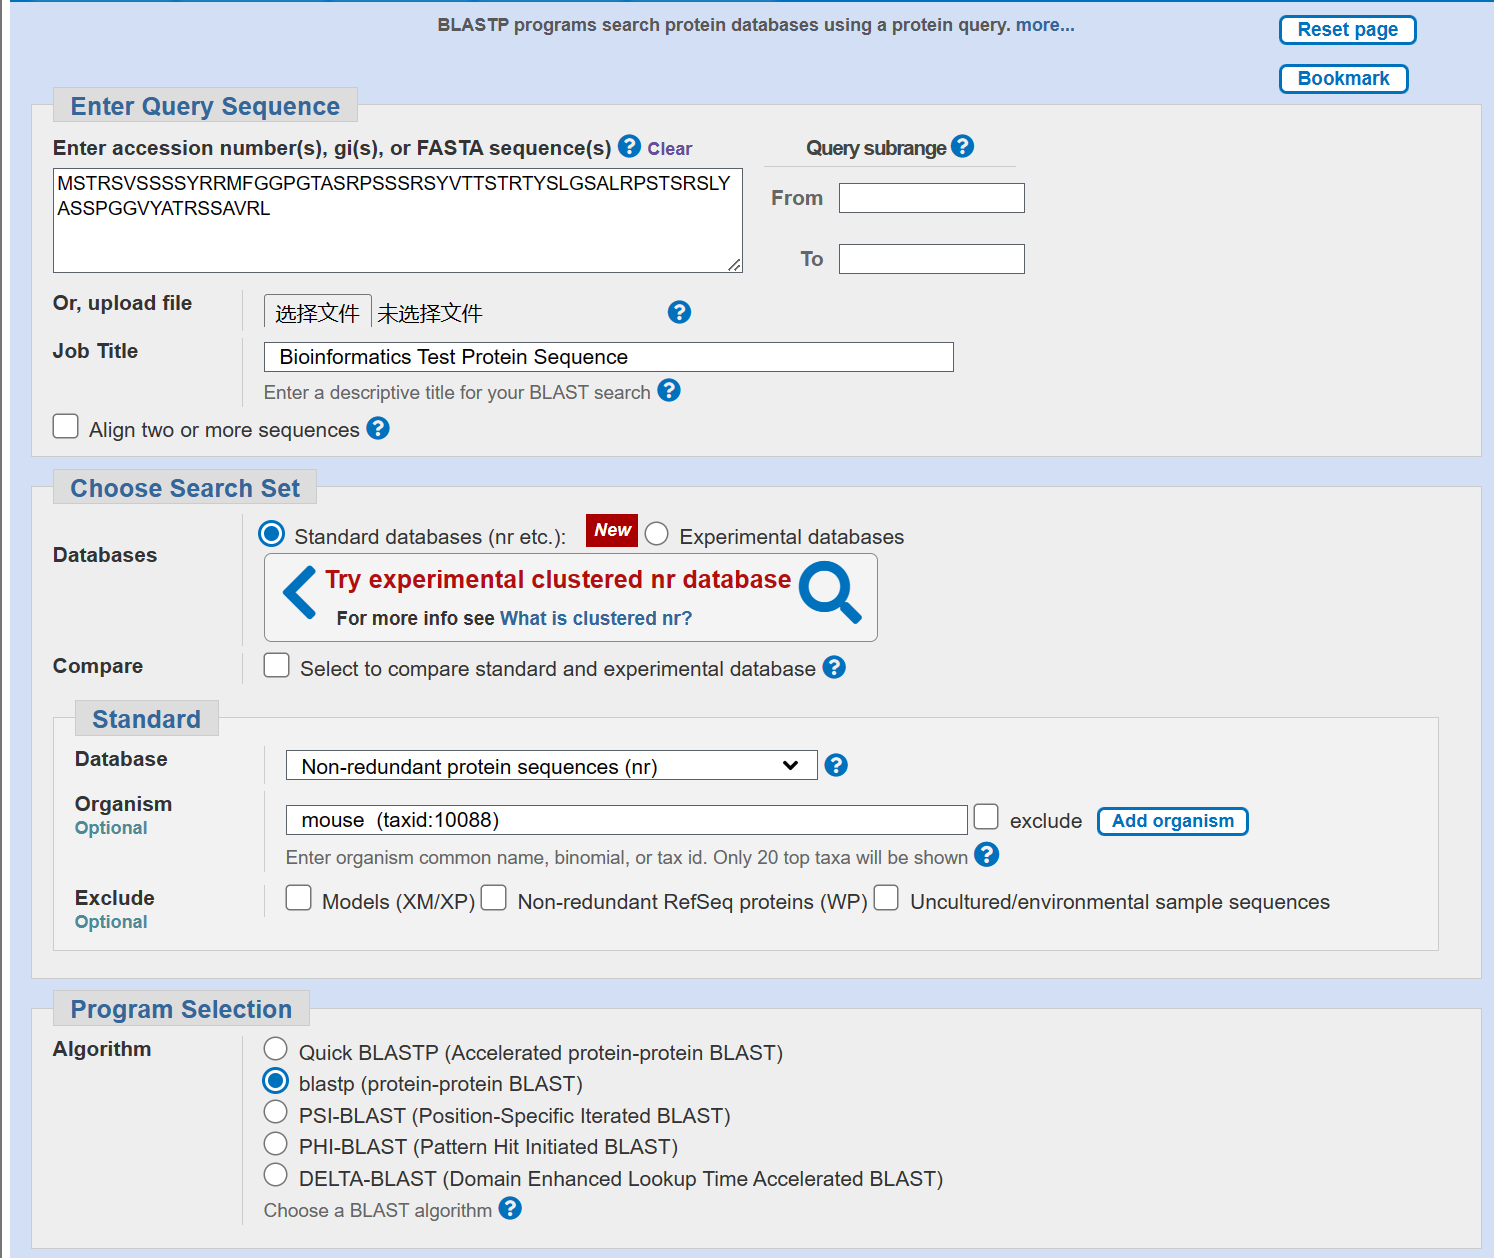 BLASTP programs search protein databases using a protein query. more...
Reset page
Bookmark
Enter Query Sequence
Enter accession number(s), gi(s), or FASTA sequence(s) ? Clear
Query subrange ?
MSTRSVSSSSYRRMFGGPGTASRPSSSRSYVTTSTRTYSLGSALRPSTSRSLY
ASSPGGVYATRSSAVRL
From
To
Or, upload file
选择文件 未选择文件 ?
Job Title
Bioinformatics Test Protein Sequence
Enter a descriptive title for your BLAST search ?
Align two or more sequences ?
Choose Search Set
Databases
Standard databases (nr etc.): New Experimental databases
Try experimental clustered nr database
For more info see What is clustered nr?
Compare
Select to compare standard and experimental database ?
Standard
Database
Non-redundant protein sequences (nr) ?
Organism
Optional
mouse (taxid:10088) exclude Add organism
Enter organism common name, binomial, or tax id. Only 20 top taxa will be shown ?
Exclude
Optional
Models (XM/XP) Non-redundant RefSeq proteins (WP) Uncultured/environmental sample sequences
Program Selection
Algorithm
Quick BLASTP (Accelerated protein-protein BLAST)
blastp (protein-protein BLAST)
PSI-BLAST (Position-Specific Iterated BLAST)
PHI-BLAST (Pattern Hit Initiated BLAST)
DELTA-BLAST (Domain Enhanced Lookup Time Accelerated BLAST)
Choose a BLAST algorithm ?